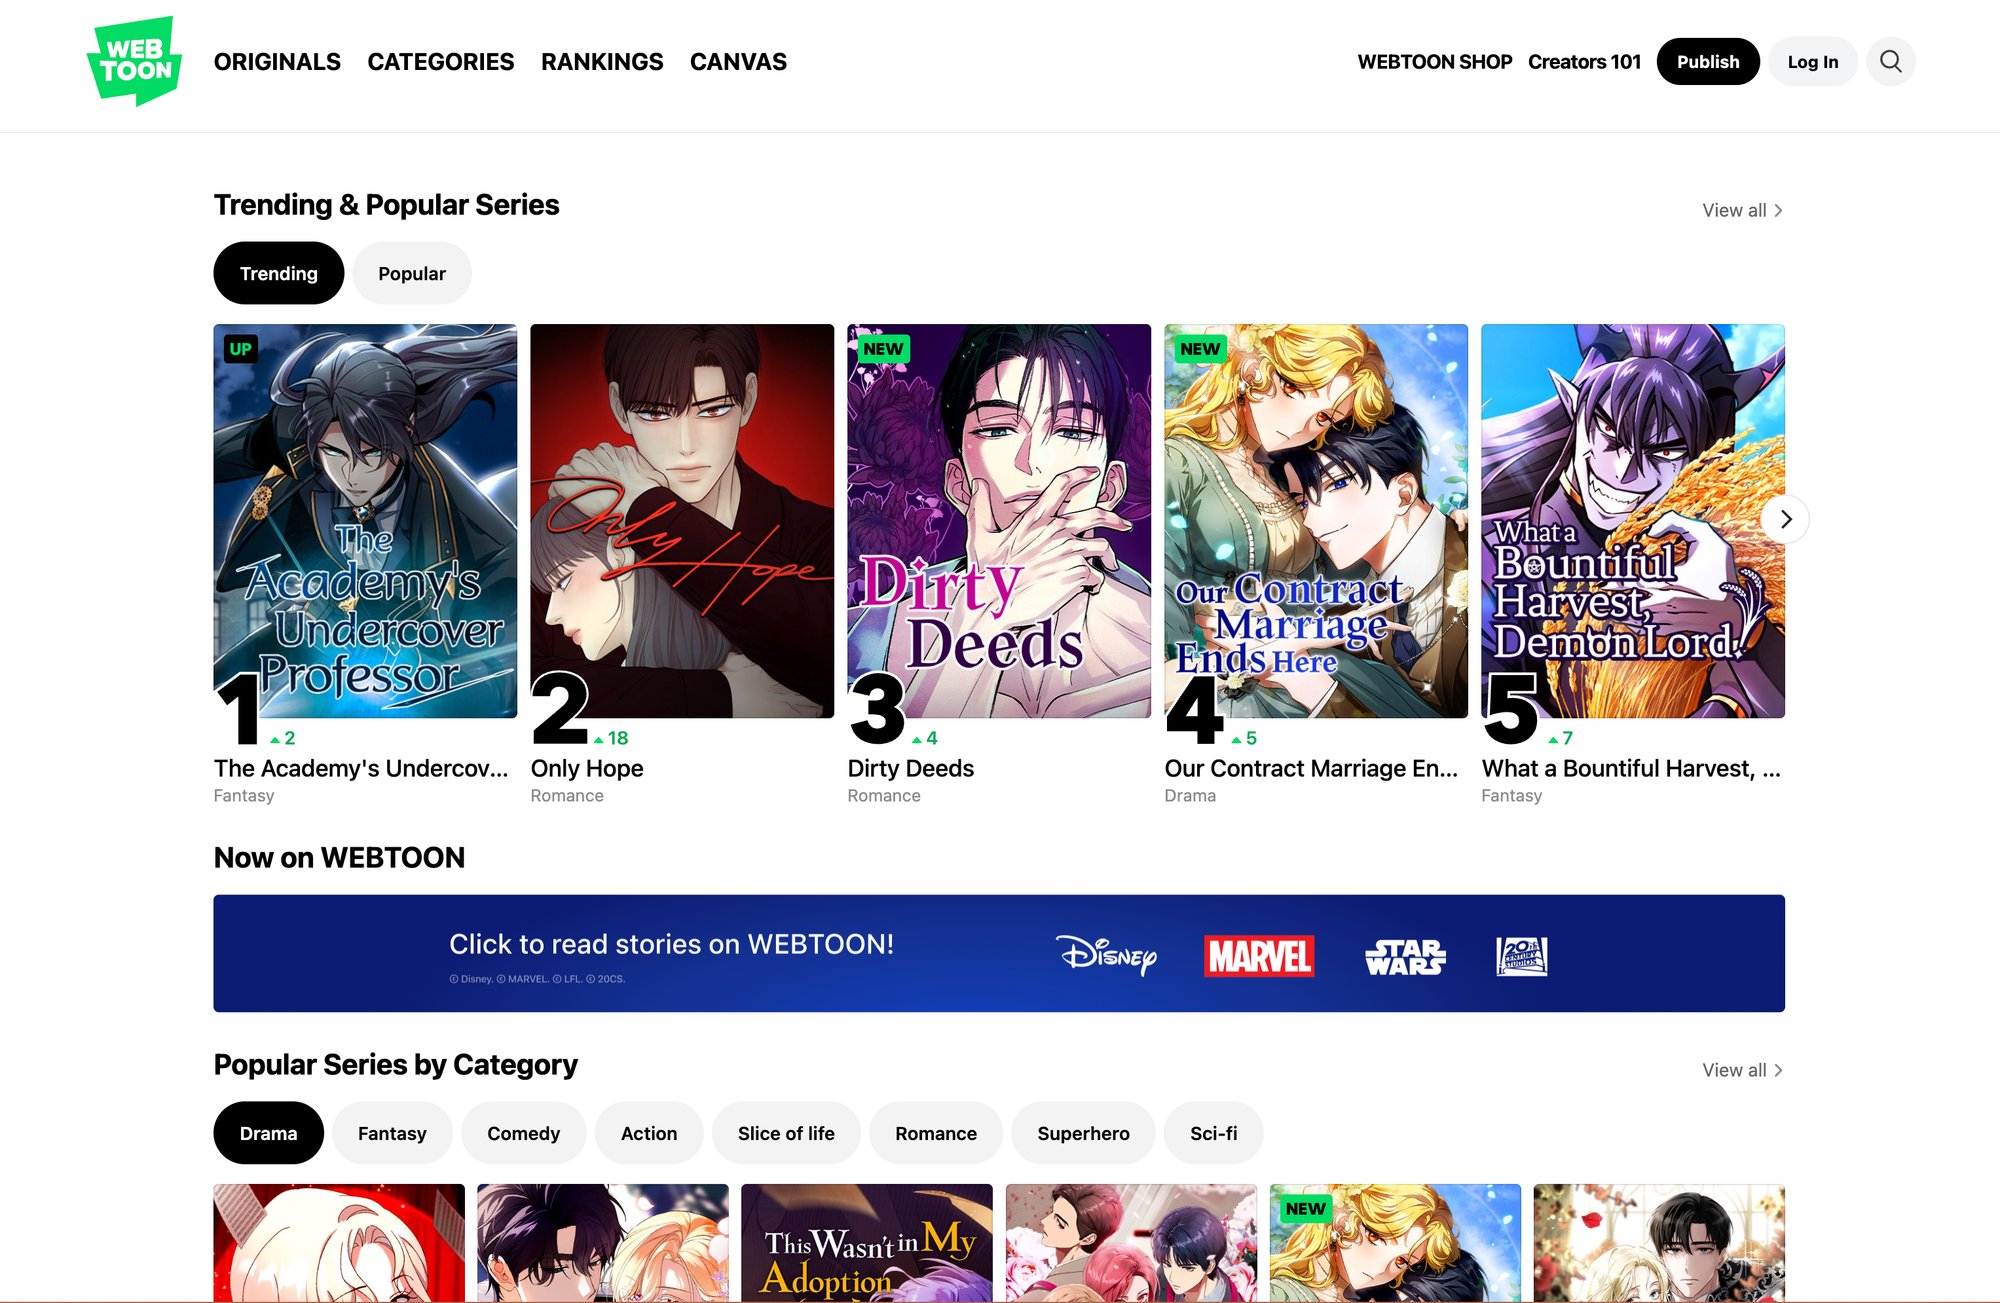 WEB
TOON
ORIGINALS CATEGORIES RANKINGS CANVAS
WEBTOON SHOP Creators 101 Publish Log In
Trending & Popular Series
View all
Trending Popular
UP
The
Academy's
Undercover
Professor
1
2
The Academy's Undercov...
Fantasy
Only Hope
2
18
Only Hope
Romance
NEW
Dirty
Deeds
3
4
Dirty Deeds
Romance
NEW
Our Contract
Marriage
Ends Here
4
5
Our Contract Marriage En...
Drama
What a
Bountiful
Harvest,
Demon Lord.
5
7
What a Bountiful Harvest, ...
Fantasy
Now on WEBTOON
Click to read stories on WEBTOON!
© Disney. © MARVEL. © LFL. © 20CS.
Disney
MARVEL
STAR
WARS
20TH
CENTURY
STUDIOS
Popular Series by Category
View all
Drama Fantasy Comedy Action Slice of life Romance Superhero Sci-fi
This Wasn't in My
Adoption
NEW